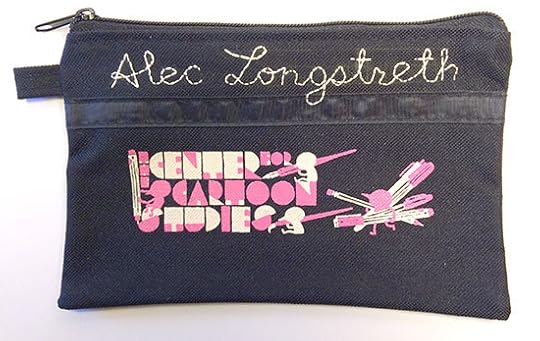 Alec Longstreth
THE CENTER FOR
CARTOON
STUDIES